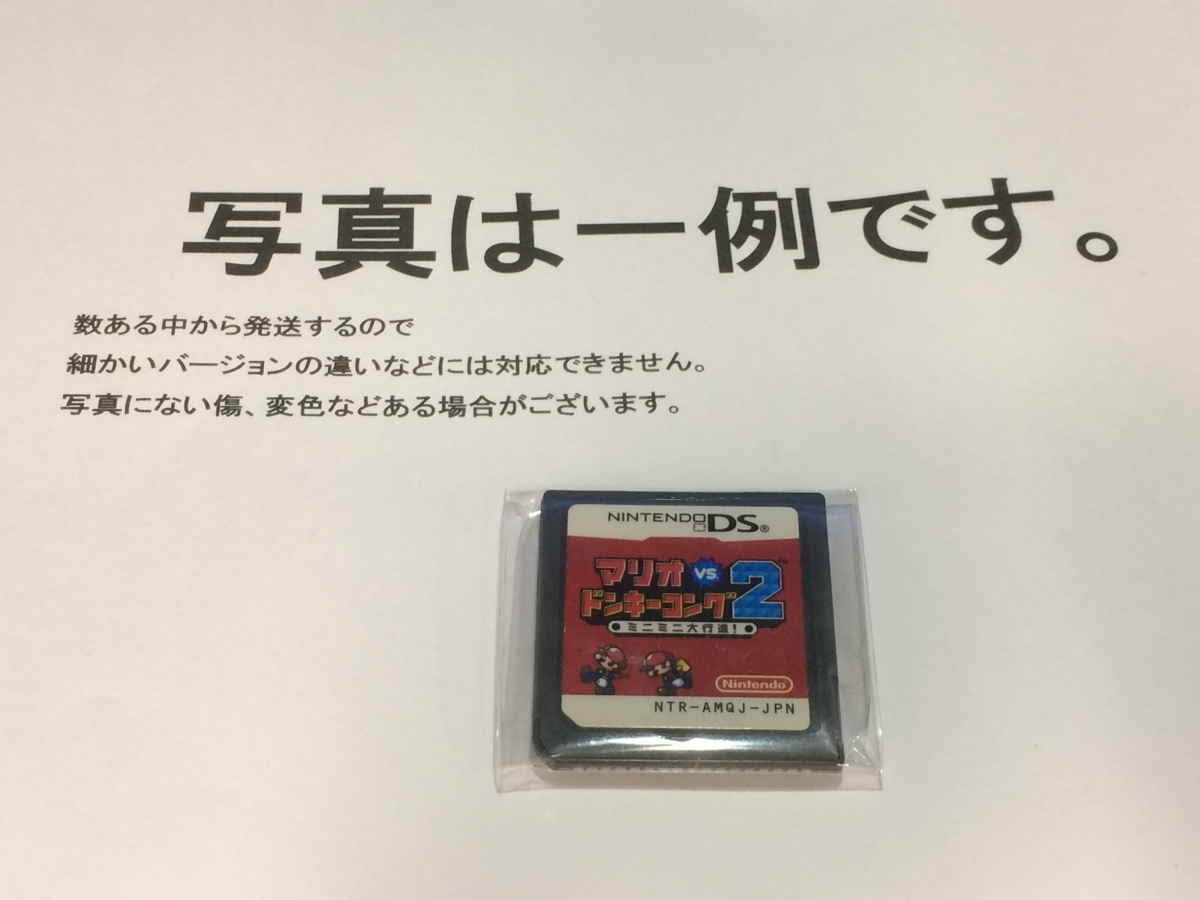 写真は一例です。
数ある中から発送するので
細かいバージョンの違いなどには対応できません。
写真にない傷、変色などある場合がございます。
NINTENDO DS®
マリオ VS.
ドンキーコング 2 ™
ミニミニ大行進!
Nintendo
NTR-AMQJ-JPN